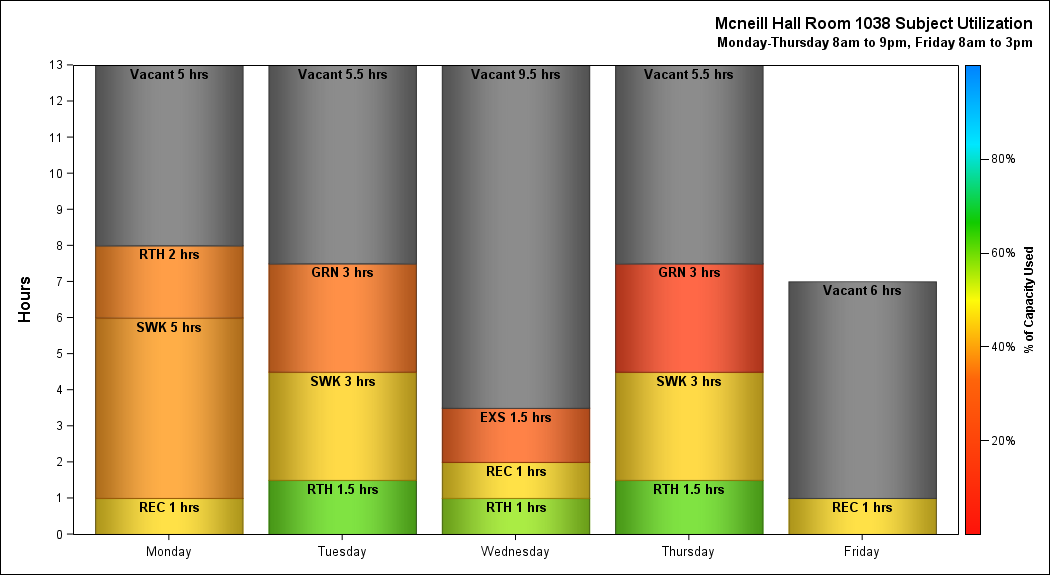 Mcneill Hall Room 1038 Subject Utilization
Monday-Thursday 8am to 9pm, Friday 8am to 3pm
Hours
13
12
11
10
9
8
7
6
5
4
3
2
1
0
Vacant 5 hrs
RTH 2 hrs
SWK 5 hrs
REC 1 hrs
Monday
Vacant 5.5 hrs
GRN 3 hrs
SWK 3 hrs
RTH 1.5 hrs
Tuesday
Vacant 9.5 hrs
EXS 1.5 hrs
REC 1 hrs
RTH 1 hrs
Wednesday
Vacant 5.5 hrs
GRN 3 hrs
SWK 3 hrs
RTH 1.5 hrs
Thursday
Vacant 6 hrs
REC 1 hrs
Friday
80%
60%
40%
20%
% of Capacity Used